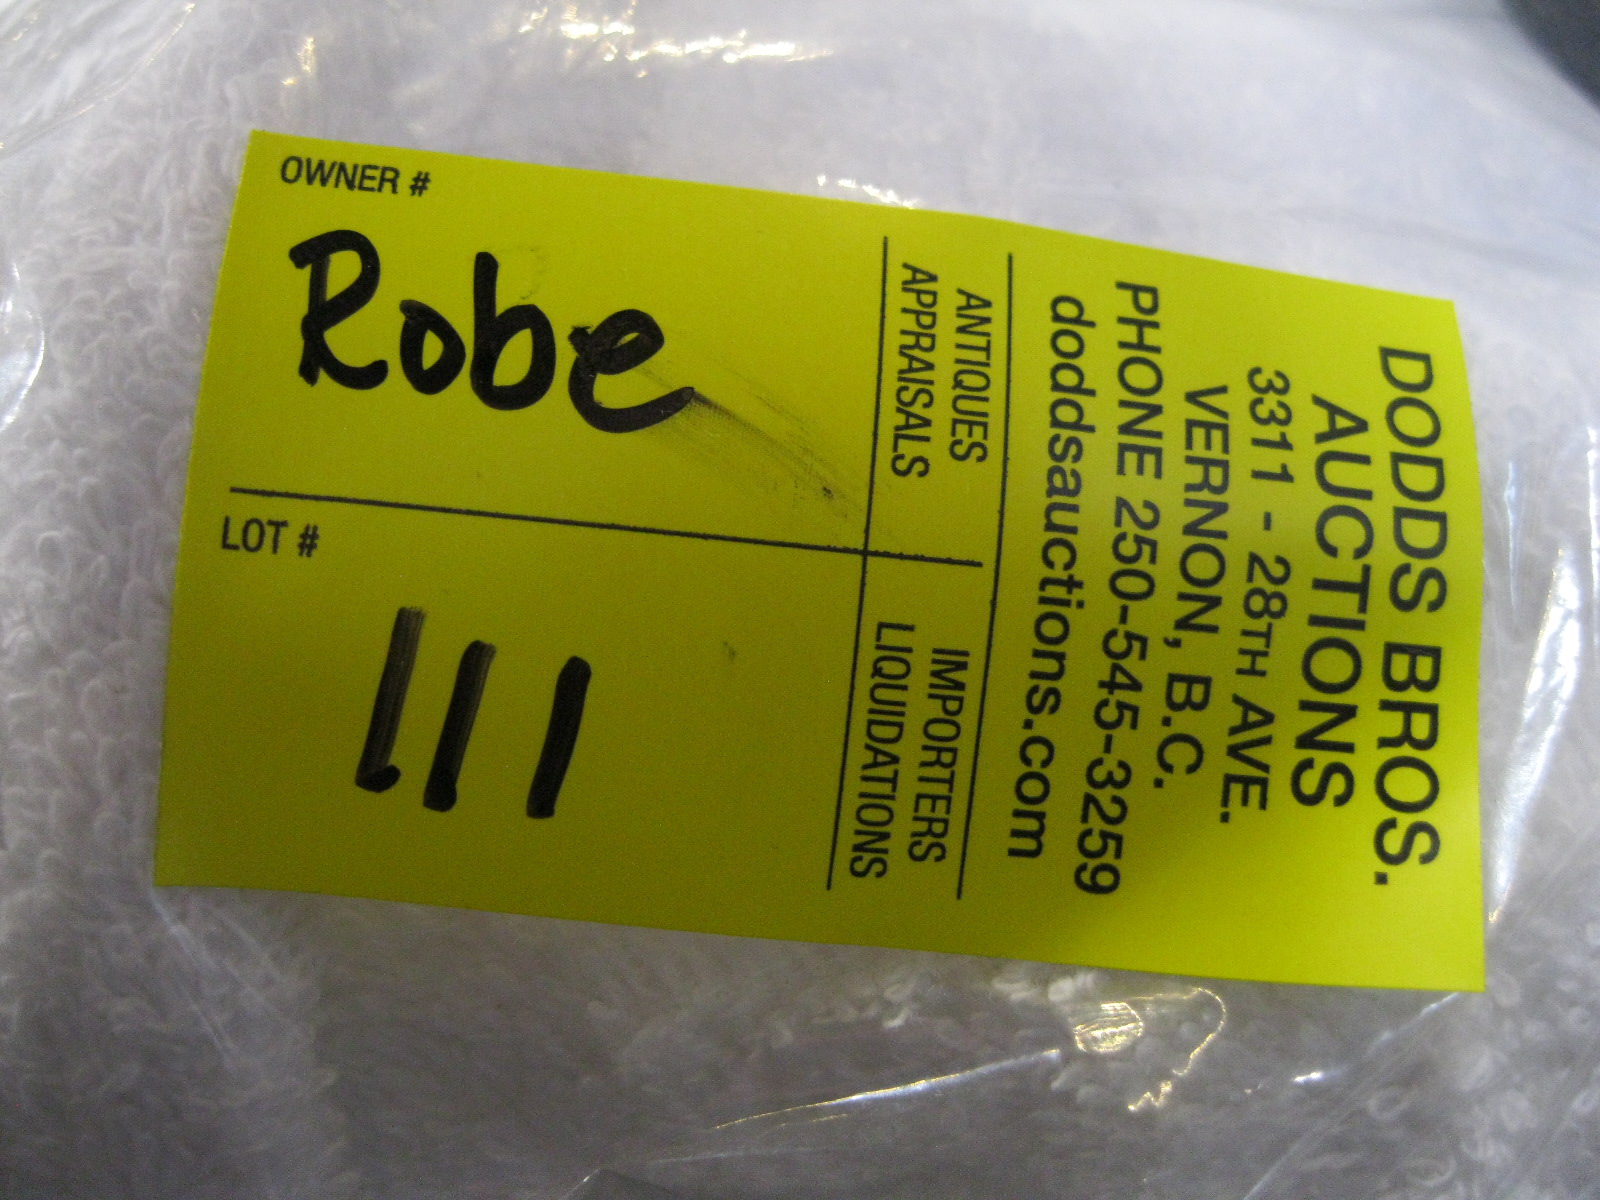 DODDS BROS.
AUCTIONS
3311 - 28TH AVE.
VERNON, B.C.
PHONE 250-545-3259
doddsauctions.com
ANTIQUES
APPRAISALS
IMPORTERS
LIQUIDATIONS
OWNER #
Robe
LOT #
111